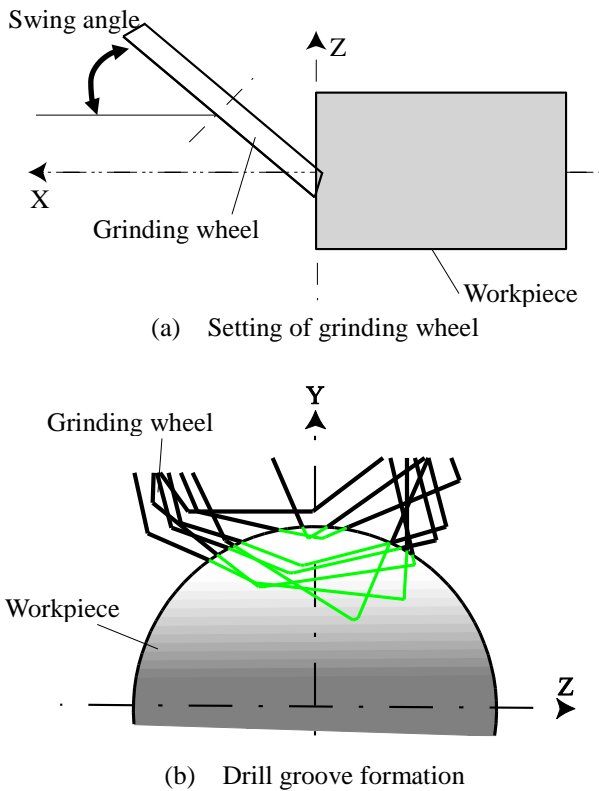 Swing angle
Z
X
Grinding wheel
Workpiece
(a) Setting of grinding wheel
Y
Grinding wheel
Workpiece
Z
(b) Drill groove formation